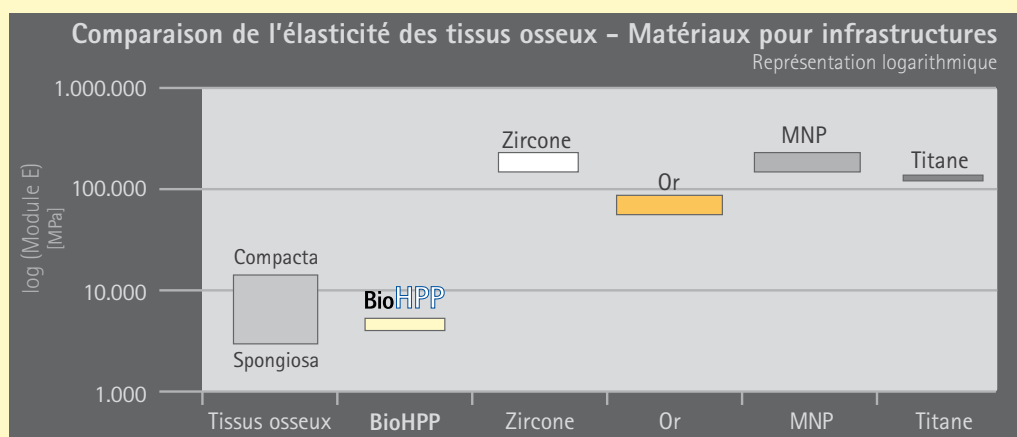 Comparaison de l'élasticité des tissus osseux – Matériaux pour infrastructures
Représentation logarithmique
log (Module E)
[MPa]
1.000.000
100.000
10.000
1.000
Compacta
Spongiosa
BioHPP
Zircone
Or
MNP
Titane
Tissus osseux
BioHPP
Zircone
Or
MNP
Titane